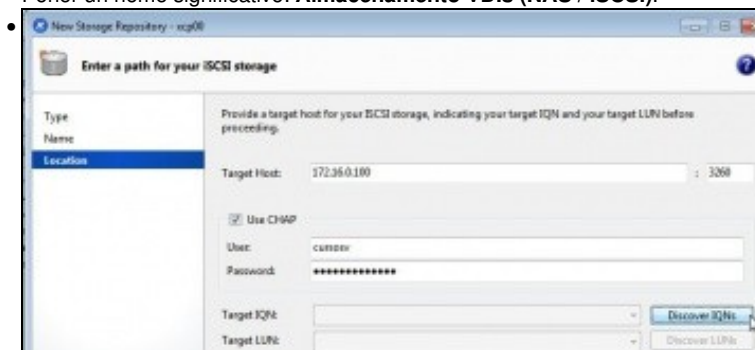 Poñer un nome significativo: Almacenamento VDIs (NAS / iSCSI).
New Storage Repository - xcp00
Enter a path for your iSCSI storage
Type
Name
Location
Provide a target host for your ISCSI storage, indicating your target IQN and your target LUN before
proceeding.
Target Host: 172.16.0.100 : 3260
Use CHAP
User:
Password: •••••••••••••
Target IQN: Discover IQNs
Target LUN: Discover LUNs